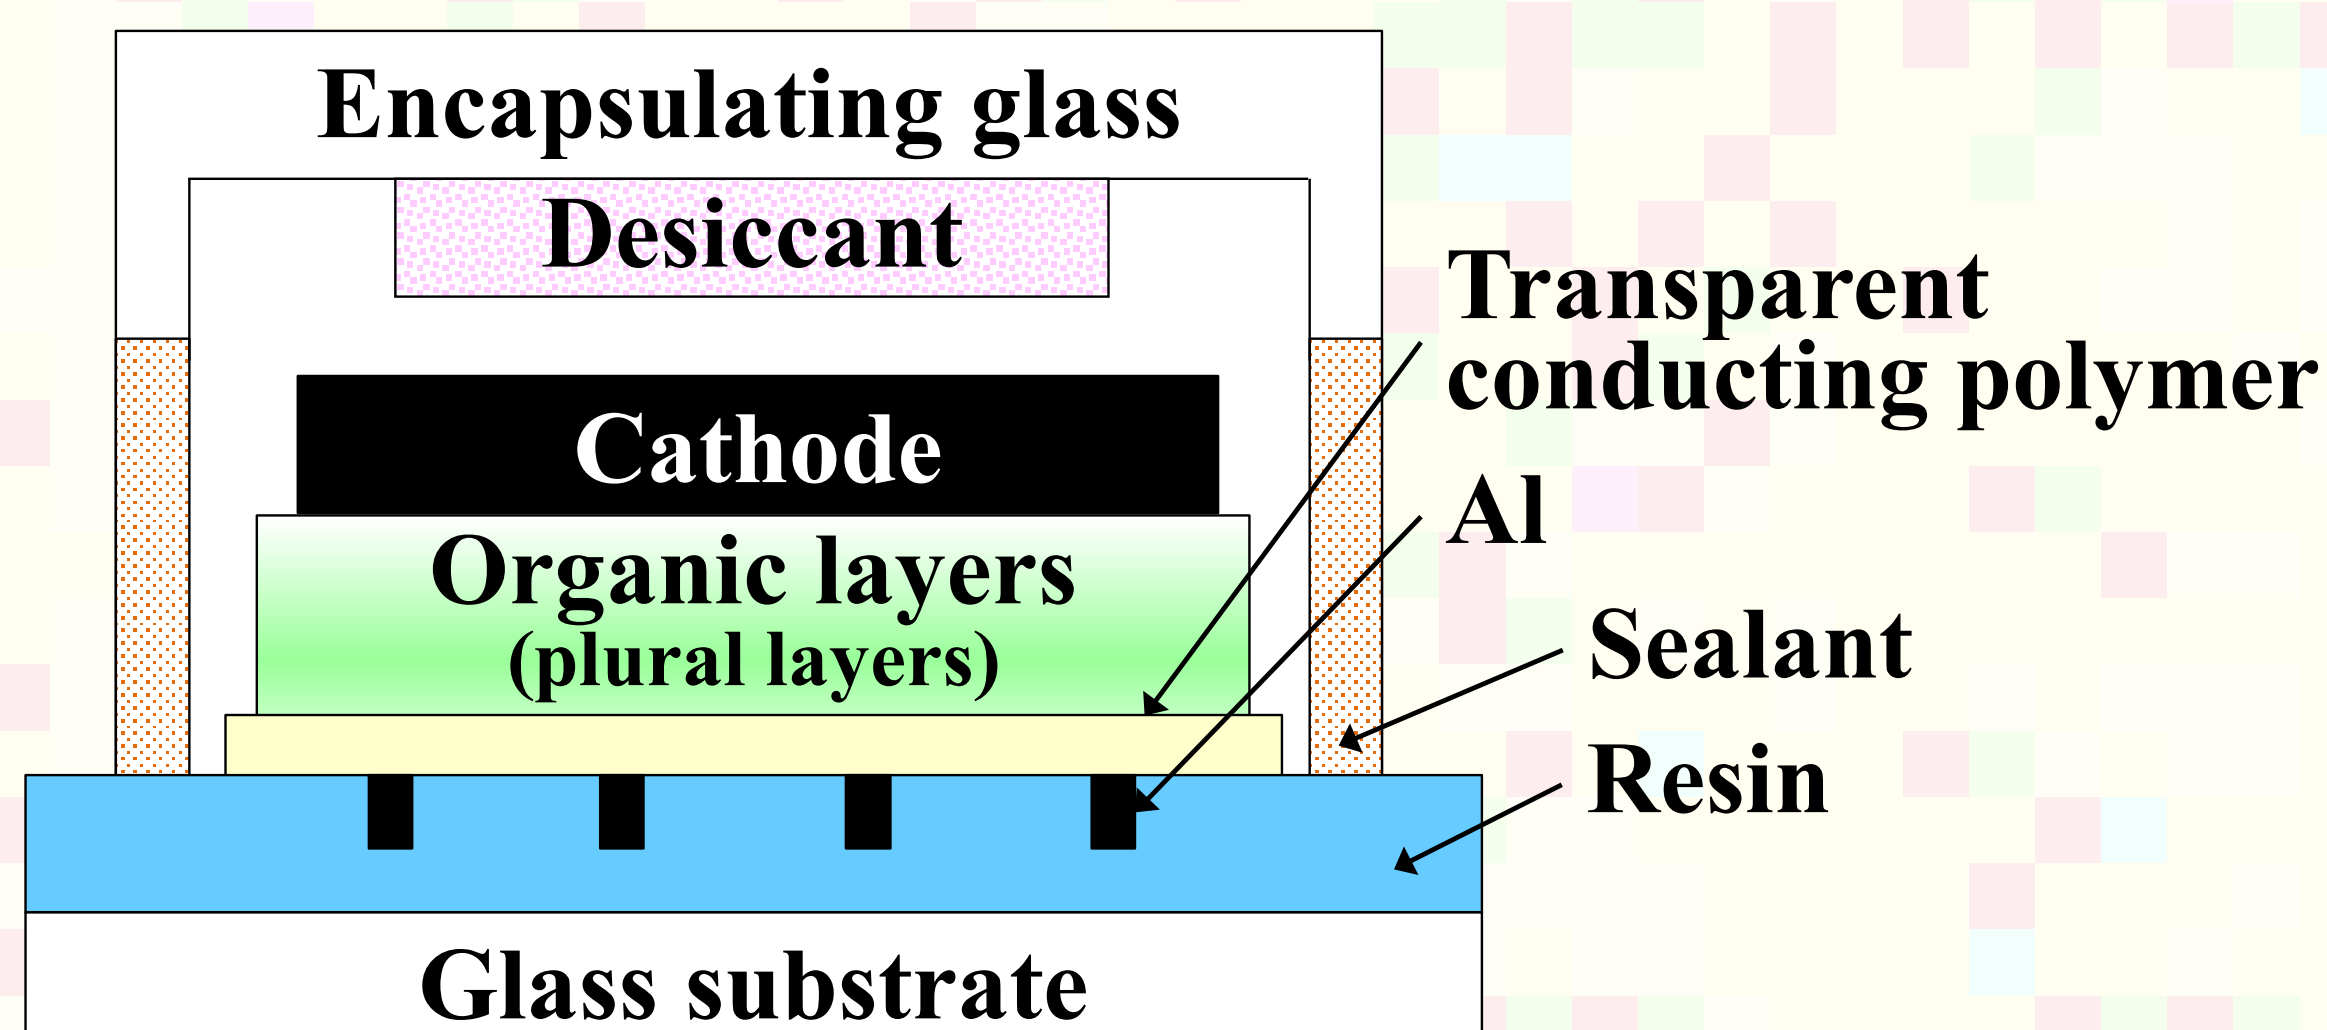 Encapsulating glass
Desiccant
Transparent
conducting polymer
Cathode
Al
Organic layers
(plural layers)
Sealant
Resin
Glass substrate